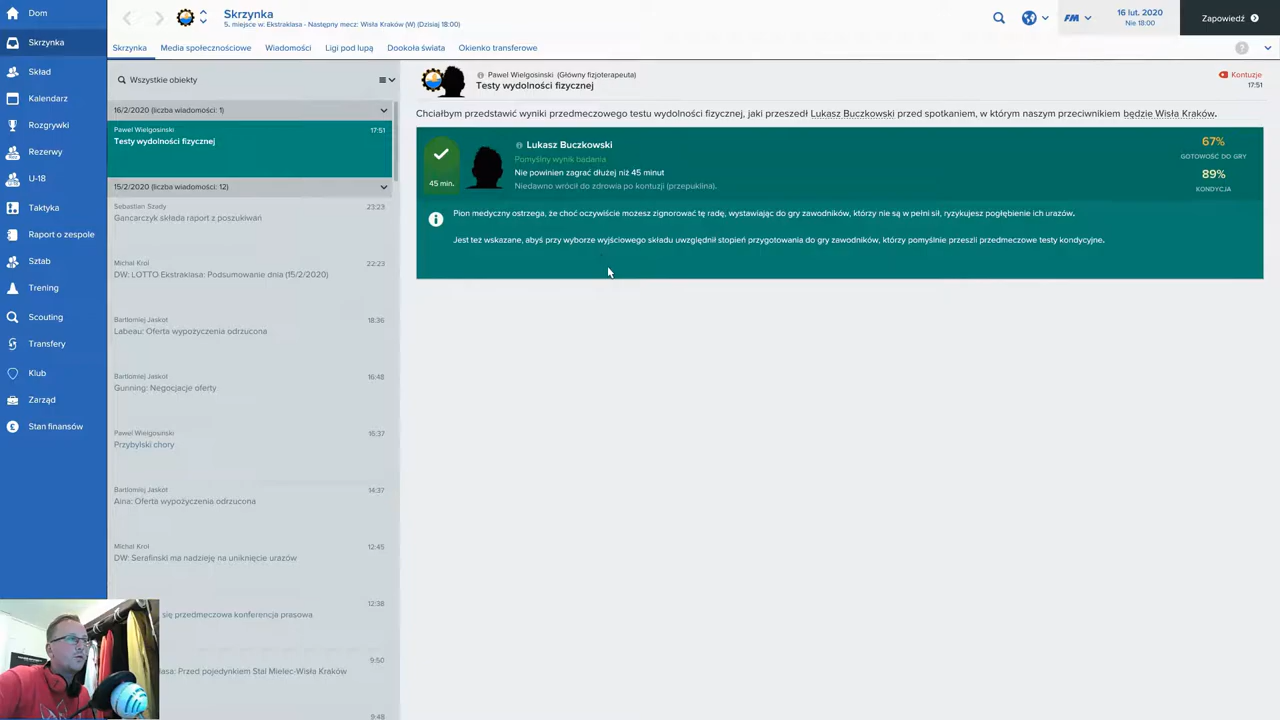 Skrzynka
5. miejsce w: Ekstraklasa - Następny mecz: Wisła Kraków (W) (Dzisiaj 18:00)
FM
16 lut. 2020
Nie 18:00
Zapowiedź
Skrzynka
Skład
Kalendarz
Rozgrywki
Rezerwy
U-18
Taktyka
Raport o zespole
Sztab
Trening
Scouting
Transfery
Klub
Zarząd
Stan finansów
Skrzynka
Media społecznościowe
Wiadomości
Ligi pod lupą
Dookoła świata
Okienko transferowe
Wszystkie obiekty
16/2/2020 (liczba wiadomości: 1)
Pawel Wielgosinski 17:51
Testy wydolności fizycznej
15/2/2020 (liczba wiadomości: 12)
Sebastian Szady 23:23
Gancarczyk składa raport z poszukiwań
Michal Krol 22:23
DW: LOTTO Ekstraklasa: Podsumowanie dnia (15/2/2020)
Bartlomiej Jaskot 18:36
Labeau: Oferta wypożyczenia odrzucona
Bartlomiej Jaskot 16:48
Gunning: Negocjacje oferty
Pawel Wielgosinski 16:37
Przybylski chory
Bartlomiej Jaskot 14:37
Aina: Oferta wypożyczenia odrzucona
Michal Krol 12:45
DW: Serafinski ma nadzieję na uniknięcie urazów
12:38
się przedmeczowa konferencja prasowa
9:50
lasa: Przed pojedynkiem Stal Mielec-Wisła Kraków
9:48
Pawel Wielgosinski (Główny fizjoterapeuta)
Testy wydolności fizycznej
Kontuzje
17:51
Chciałbym przedstawić wyniki przedmeczowego testu wydolności fizycznej, jaki przeszedł Lukasz Buczkowski przed spotkaniem, w którym naszym przeciwnikiem będzie Wisła Kraków.
45 min.
Lukasz Buczkowski
Pomyślny wynik badania
Nie powinien zagrać dłużej niż 45 minut
Niedawno wrócił do zdrowia po kontuzji (przepuklina).
67%
GOTOWOŚĆ DO GRY
89%
KONDYCJA
Pion medyczny ostrzega, że choć oczywiście możesz zignorować tę radę, wystawiając do gry zawodników, którzy nie są w pełni sił, ryzykujesz pogłębienie ich urazów.
Jest też wskazane, abyś przy wyborze wyjściowego składu uwzględnił stopień przygotowania do gry zawodników, którzy pomyślnie przeszli przedmeczowe testy kondycyjne.